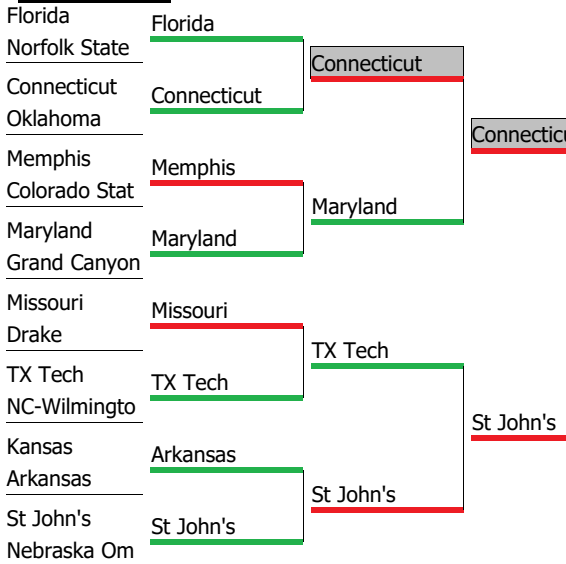 Florida
Norfolk State
Connecticut
Oklahoma
Memphis
Colorado Stat
Maryland
Grand Canyon
Missouri
Drake
TX Tech
NC-Wilmingto
Kansas
Arkansas
St John's
Nebraska Om
Florida
Connecticut
Memphis
Maryland
Missouri
TX Tech
Arkansas
St John's
Connecticut
Maryland
TX Tech
St John's
Connecticu
St John's